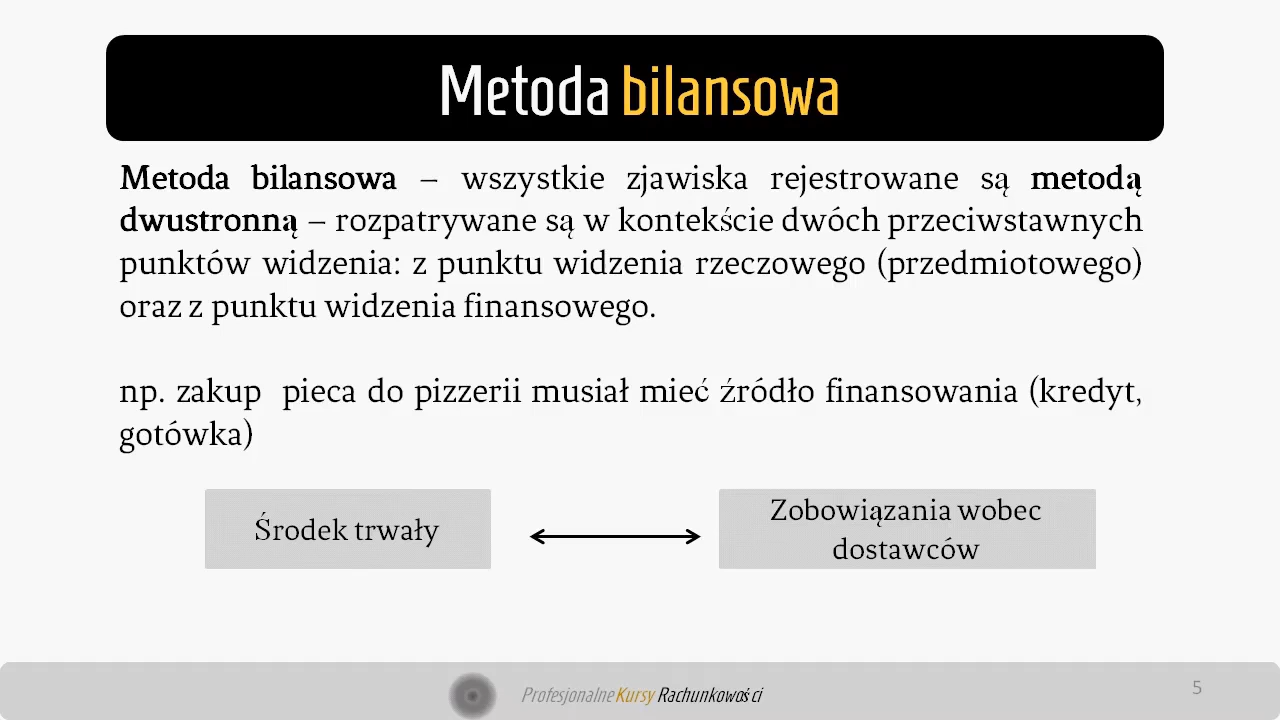 Metoda bilansowa
Metoda bilansowa – wszystkie zjawiska rejestrowane są metodą
dwustronną – rozpatrywane są w kontekście dwóch przeciwstawnych
punktów widzenia: z punktu widzenia rzeczowego (przedmiotowego)
oraz z punktu widzenia finansowego.
np. zakup pieca do pizzerii musiał mieć źródło finansowania (kredyt,
gotówka)
Środek trwały
Zobowiązania wobec
dostawców
Profesjonalne Kursy Rachunkowości
5